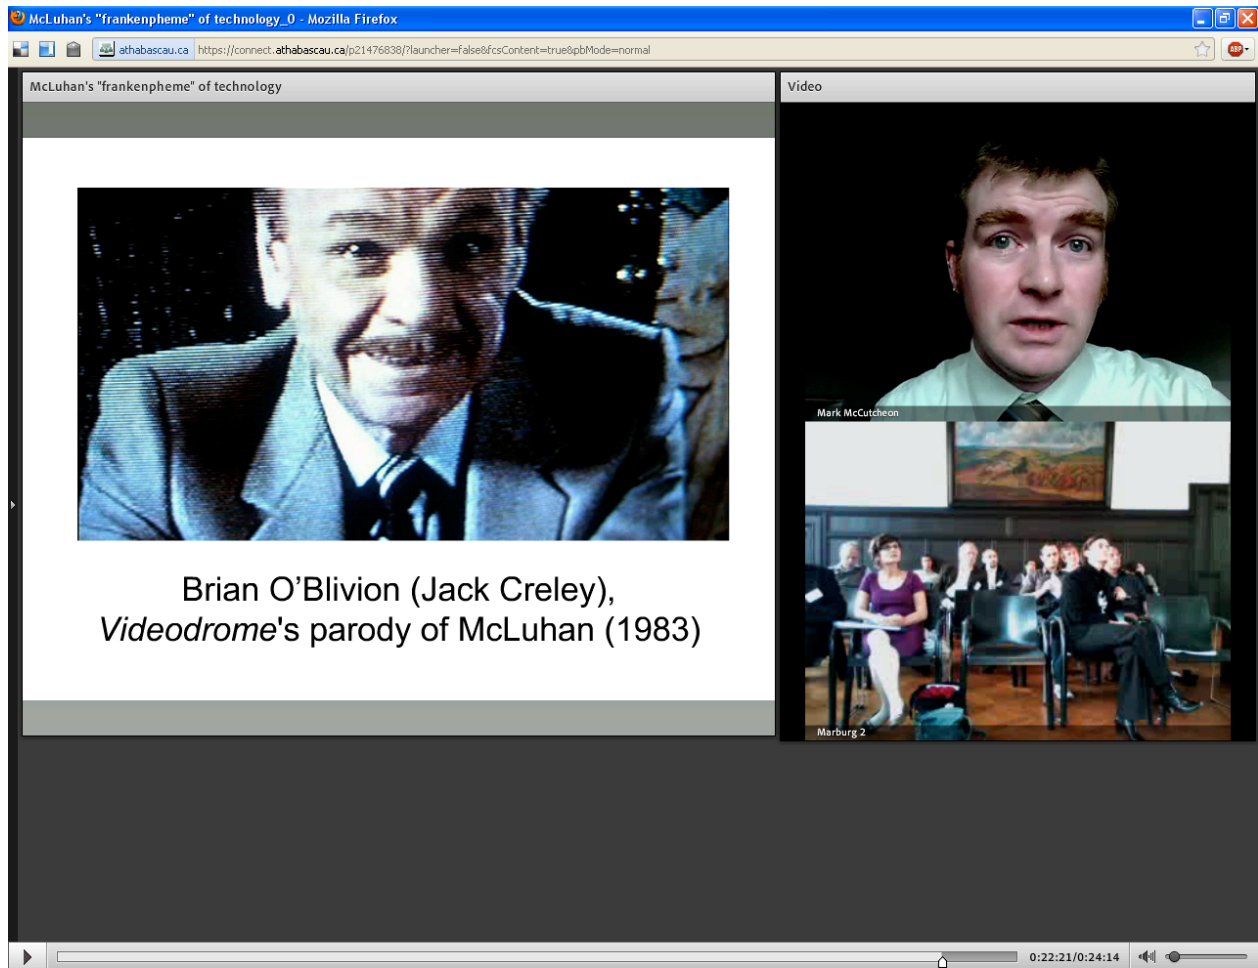 McLuhan's "frankenpheme" of technology_0 - Mozilla Firefox
athabascau.ca https://connect.athabascau.ca/p21476838/?launcher=false&fcsContent=true&pbMode=normal
ABP
McLuhan's "frankenpheme" of technology
Video
Brian O'Blivion (Jack Creley),
Videodrome's parody of McLuhan (1983)
Mark McCutcheon
Marburg 2
0:22:21/0:24:14